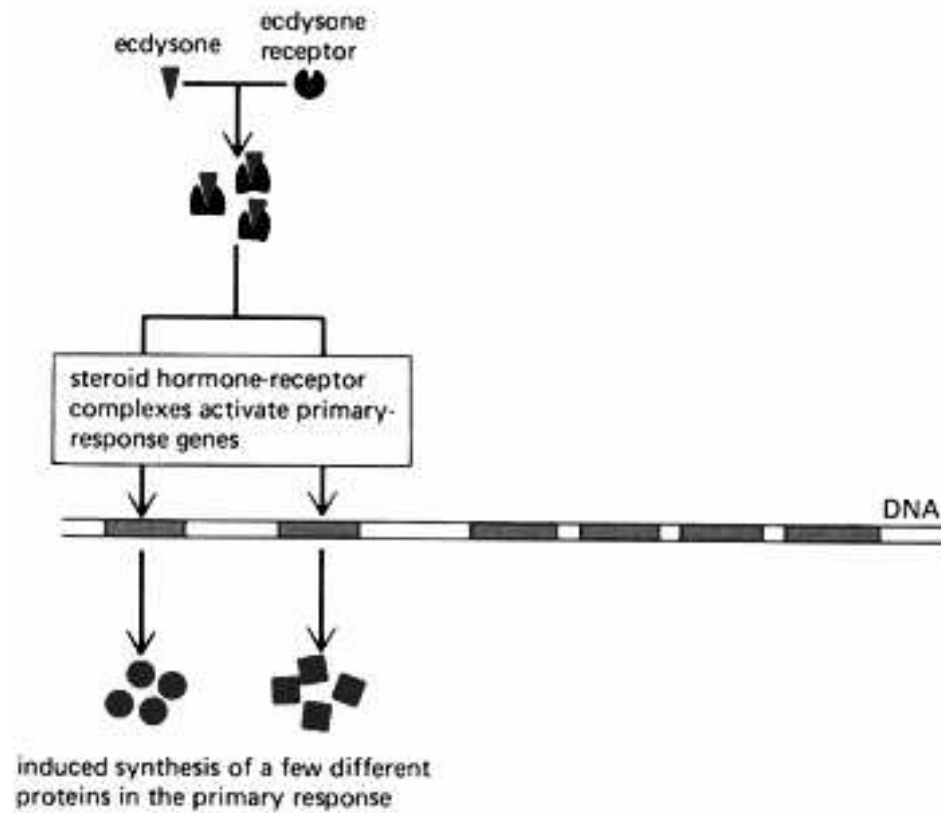 ecdysone
ecdysone
receptor
steroid hormone-receptor
complexes activate primary-
response genes
DNA
induced synthesis of a few different
proteins in the primary response